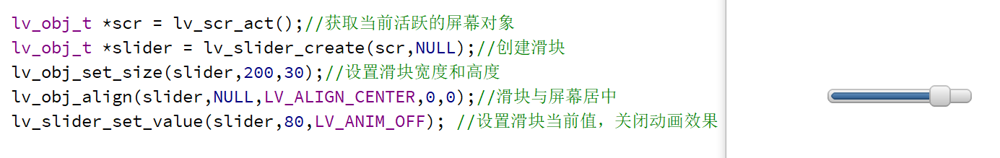 lv_obj_t *scr = lv_scr_act();//获取当前活跃的屏幕对象
lv_obj_t *slider = lv_slider_create(scr,NULL);//创建滑块
lv_obj_set_size(slider,200,30);//设置滑块宽度和高度
lv_obj_align(slider,NULL,LV_ALIGN_CENTER,0,0);//滑块与屏幕居中
lv_slider_set_value(slider,80,LV_ANIM_OFF); //设置滑块当前值，关闭动画效果